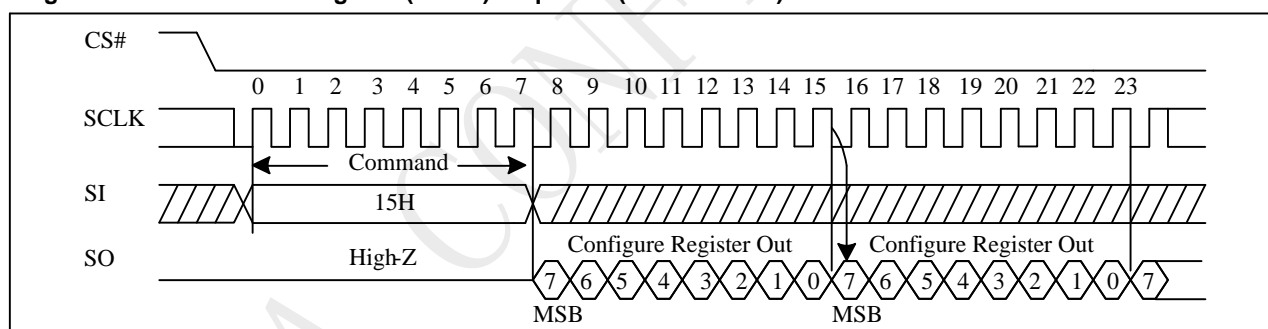 CS#
0 1 2 3 4 5 6 7 8 9 10 11 12 13 14 15 16 17 18 19 20 21 22 23
SCLK
Command
SI
15H
Configure Register Out Configure Register Out
SO
High-Z
7 6 5 4 3 2 1 0 7 6 5 4 3 2 1 0 7
MSB MSB